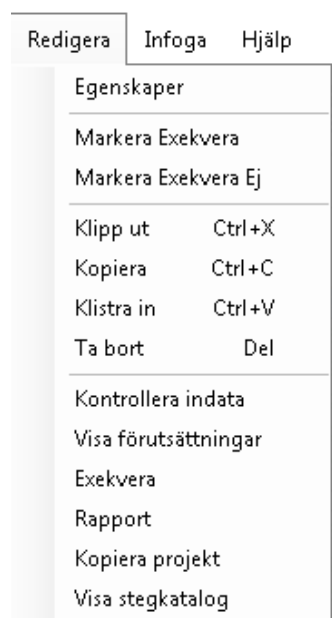 Redigera Infoga Hjälp
Egenskaper
Markera Exekvera
Markera Exekvera Ej
Klipp ut Ctrl+X
Kopiera Ctrl+C
Klistra in Ctrl+V
Ta bort Del
Kontrollera indata
Visa förutsättningar
Exekvera
Rapport
Kopiera projekt
Visa stegkatalog